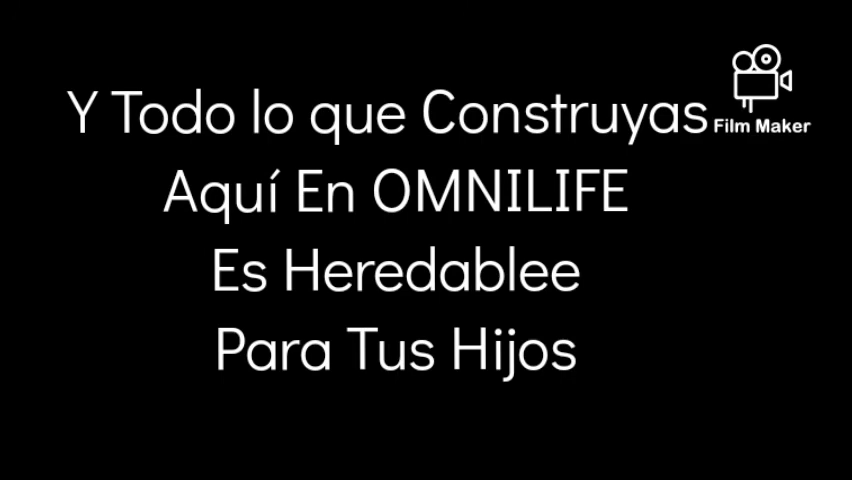 Y Todo lo que Construyas
Film Maker
Aquí En OMNILIFE
Es Heredablee
Para Tus Hijos